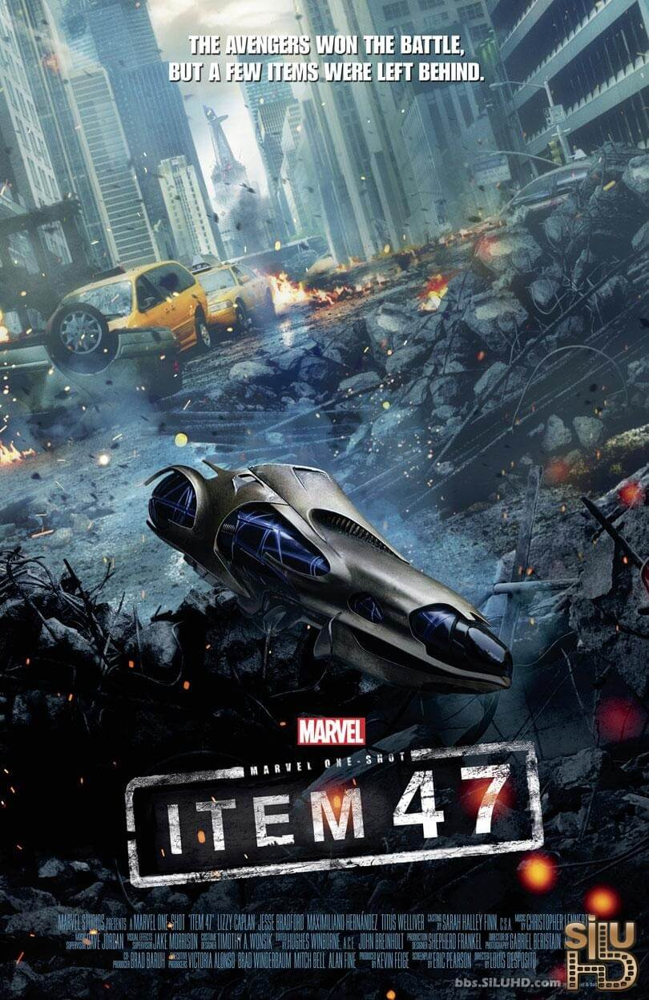 THE AVENGERS WON THE BATTLE,
BUT A FEW ITEMS WERE LEFT BEHIND.
MARVEL
MARVEL ONE-SHOT
ITEM 47
MARVEL STUDIOS PRESENTS A MARVEL ONE-SHOT "ITEM 47" LIZZY CAPLAN JESSE BRADFORD MAXIMILIANO HERNÁNDEZ TITUS WELLIVER CASTING BY SARAH HALLEY FINN, C.S.A. MUSIC BY CHRISTOPHER LENNERTZ
MUSIC SUPERVISION DAVE JORDAN VISUAL EFFECTS SUPERVISOR JAKE MORRISON COSTUME DESIGNER TIMOTHY A. WONSIK HUGHES WINBORNE, ACE JOHN BREINHOLT PRODUCTION DESIGNER SHEPHERD FRANKEL DIRECTOR OF PHOTOGRAPHY GABRIEL BERISTAIN
CO-PRODUCER BRAD BARUH EXECUTIVE PRODUCERS VICTORIA ALONSO BRAD WINDERBAUM MITCH BELL ALAN FINE PRODUCED BY KEVIN FEIGE SCREENPLAY BY ERIC PEARSON DIRECTED BY LOUIS DESPOSITO
SiLU
HD
bbs.SiLUHD.com